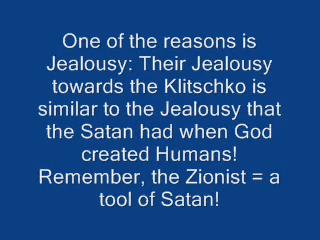 One of the reasons is
Jealousy: Their Jealousy
towards the Klitschko is
similar to the Jealousy that
the Satan had when God
created Humans!
Remember, the Zionist = a
tool of Satan!